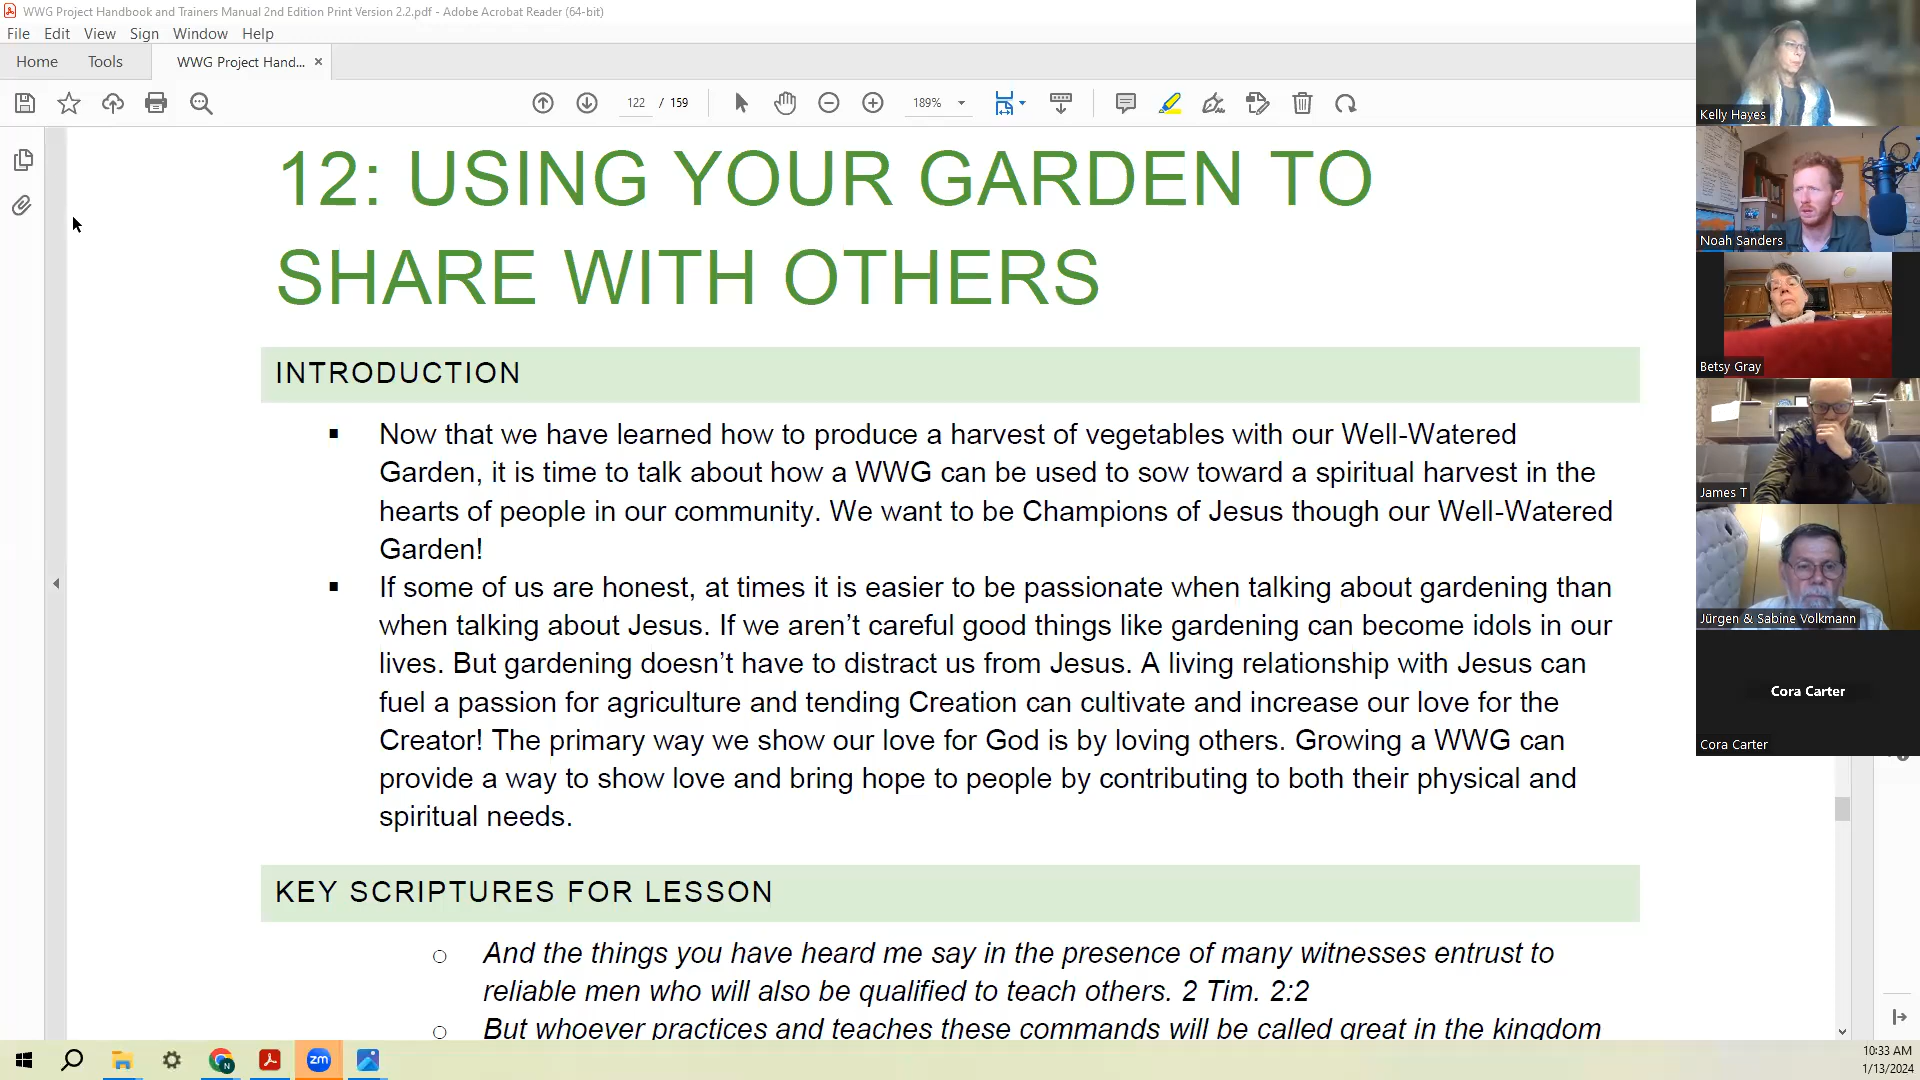 WWG Project Handbook and Trainers Manual 2nd Edition Print Version 2.2.pdf - Adobe Acrobat Reader (64-bit)
File Edit View Sign Window Help
Home Tools WWG Project Hand... ×
122 / 159 189%
12: USING YOUR GARDEN TO
SHARE WITH OTHERS
INTRODUCTION
▪ Now that we have learned how to produce a harvest of vegetables with our Well-Watered
Garden, it is time to talk about how a WWG can be used to sow toward a spiritual harvest in the
hearts of people in our community. We want to be Champions of Jesus though our Well-Watered
Garden!
▪ If some of us are honest, at times it is easier to be passionate when talking about gardening than
when talking about Jesus. If we aren’t careful good things like gardening can become idols in our
lives. But gardening doesn’t have to distract us from Jesus. A living relationship with Jesus can
fuel a passion for agriculture and tending Creation can cultivate and increase our love for the
Creator! The primary way we show our love for God is by loving others. Growing a WWG can
provide a way to show love and bring hope to people by contributing to both their physical and
spiritual needs.
KEY SCRIPTURES FOR LESSON
○ And the things you have heard me say in the presence of many witnesses entrust to
reliable men who will also be qualified to teach others. 2 Tim. 2:2
○ But whoever practices and teaches these commands will be called great in the kingdom
Kelly Hayes
Noah Sanders
Betsy Gray
James T
Jürgen & Sabine Volkmann
Cora Carter
Cora Carter
zm
N
10:33 AM
1/13/2024